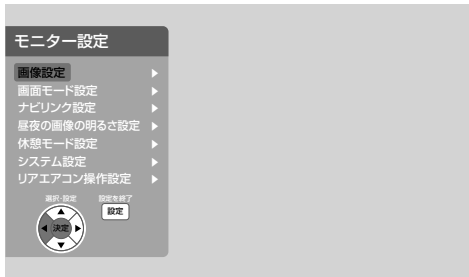 モニター設定
画像設定
画面モード設定
ナビリンク設定
昼夜の画像の明るさ設定
休憩モード設定
システム設定
リアエアコン操作設定
選択・設定 設定を終了
決定 設定